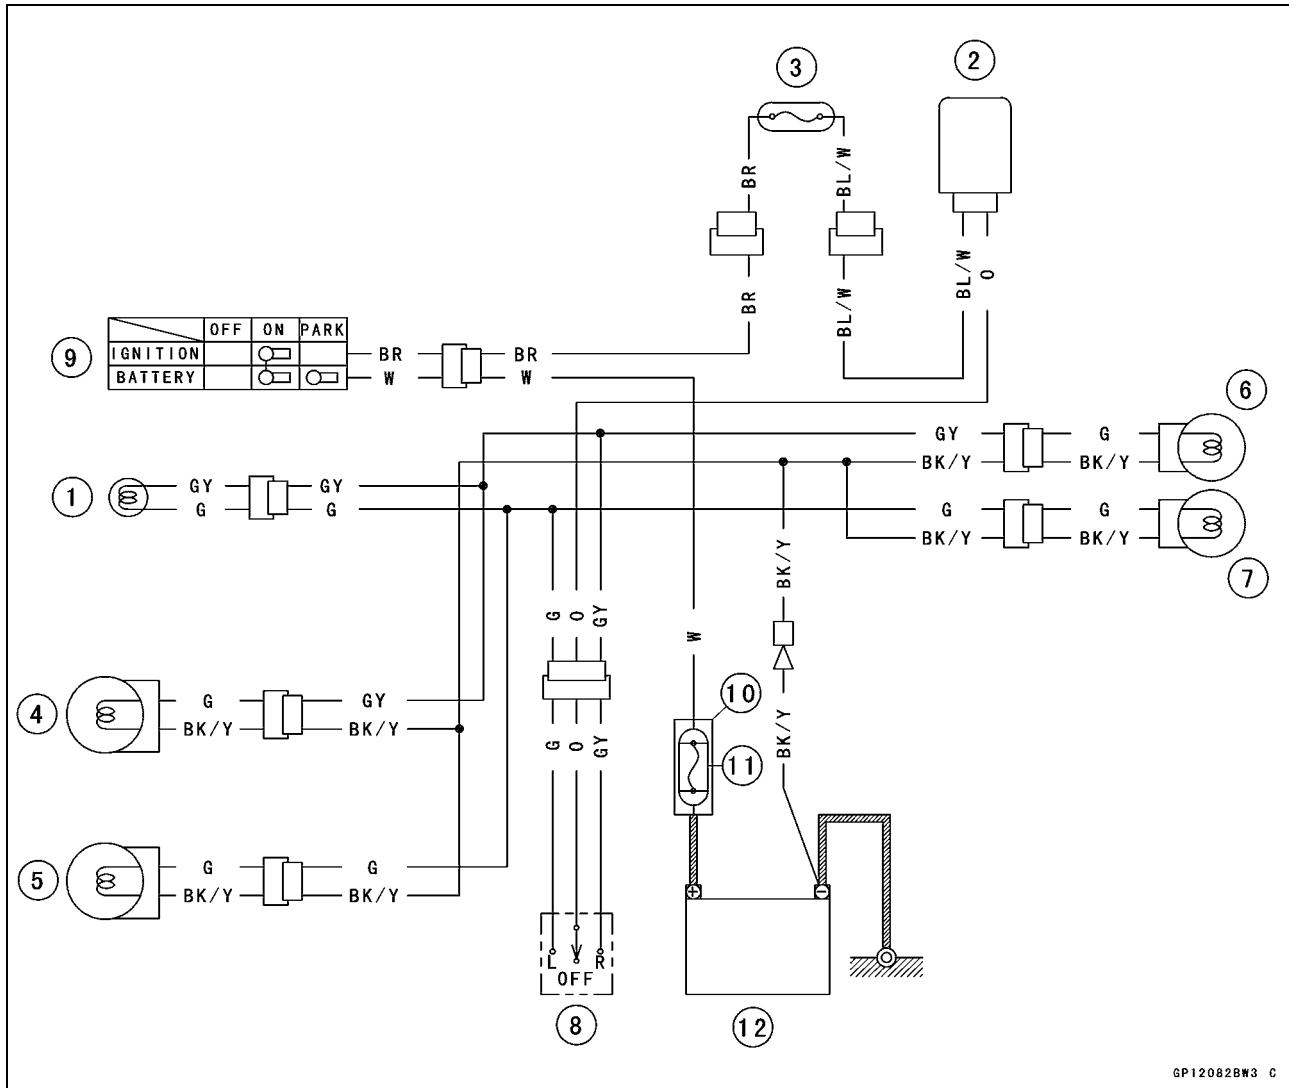 3
2
BR
BL/W
BR
BL/W
BL/W
O
9
OFF ON PARK
IGNITION
BATTERY
BR
W
BR
W
6
GY
BK/Y
G
BK/Y
1
GY
G
GY
G
G
BK/Y
G
BK/Y
7
G
O
GY
W
BK/Y
BK/Y
4
G
BK/Y
GY
BK/Y
10
11
G
O
GY
5
G
BK/Y
G
BK/Y
+
−
L
R
OFF
8
12
GP12082BW3 C